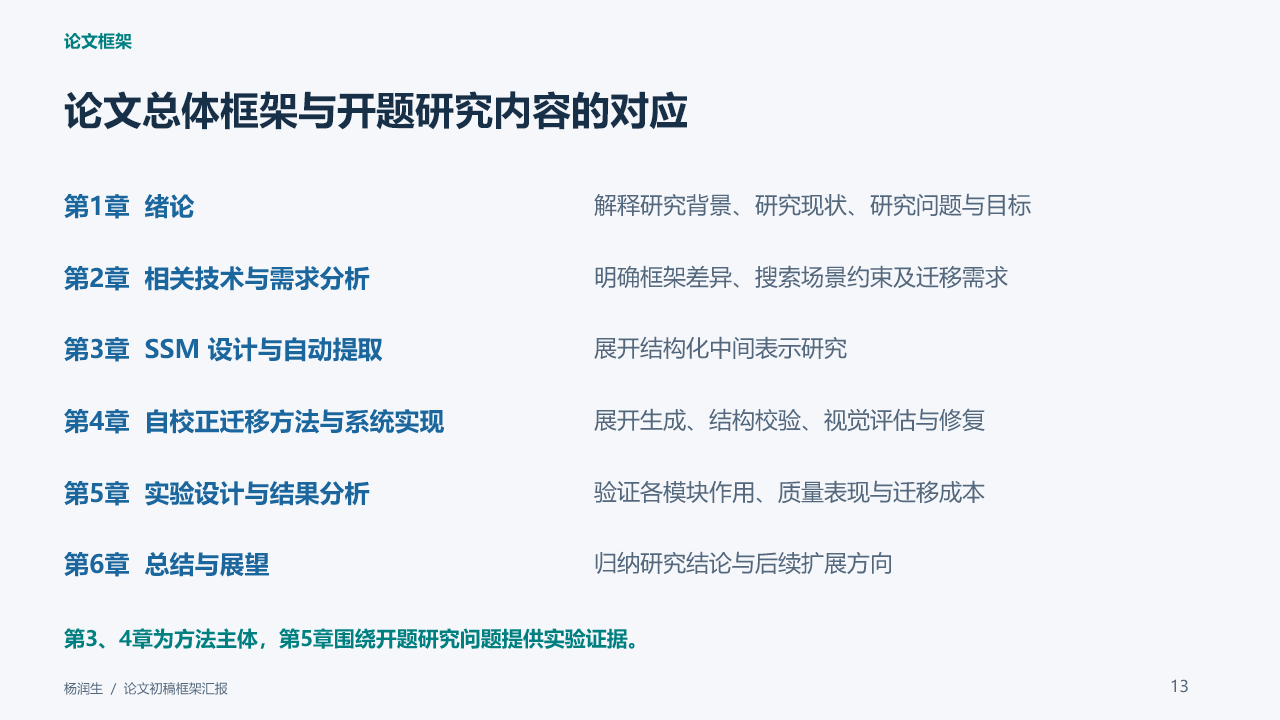 论文框架
论文总体框架与开题研究内容的对应
第1章 绪论
解释研究背景、研究现状、研究问题与目标
第2章 相关技术与需求分析
明确框架差异、搜索场景约束及迁移需求
第3章 SSM 设计与自动提取
展开结构化中间表示研究
第4章 自校正迁移方法与系统实现
展开生成、结构校验、视觉评估与修复
第5章 实验设计与结果分析
验证各模块作用、质量表现与迁移成本
第6章 总结与展望
归纳研究结论与后续扩展方向
第3、4章为方法主体，第5章围绕开题研究问题提供实验证据。
杨润生 / 论文初稿框架汇报
13